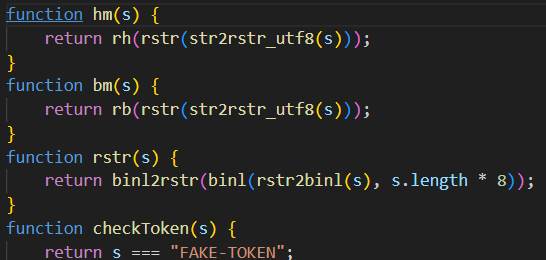 function hm(s) {
    return rh(rstr(str2rstr_utf8(s)));
}
function bm(s) {
    return rb(rstr(str2rstr_utf8(s)));
}
function rstr(s) {
    return binl2rstr(binl(rstr2binl(s), s.length * 8));
}
function checkToken(s) {
    return s === "FAKE-TOKEN";